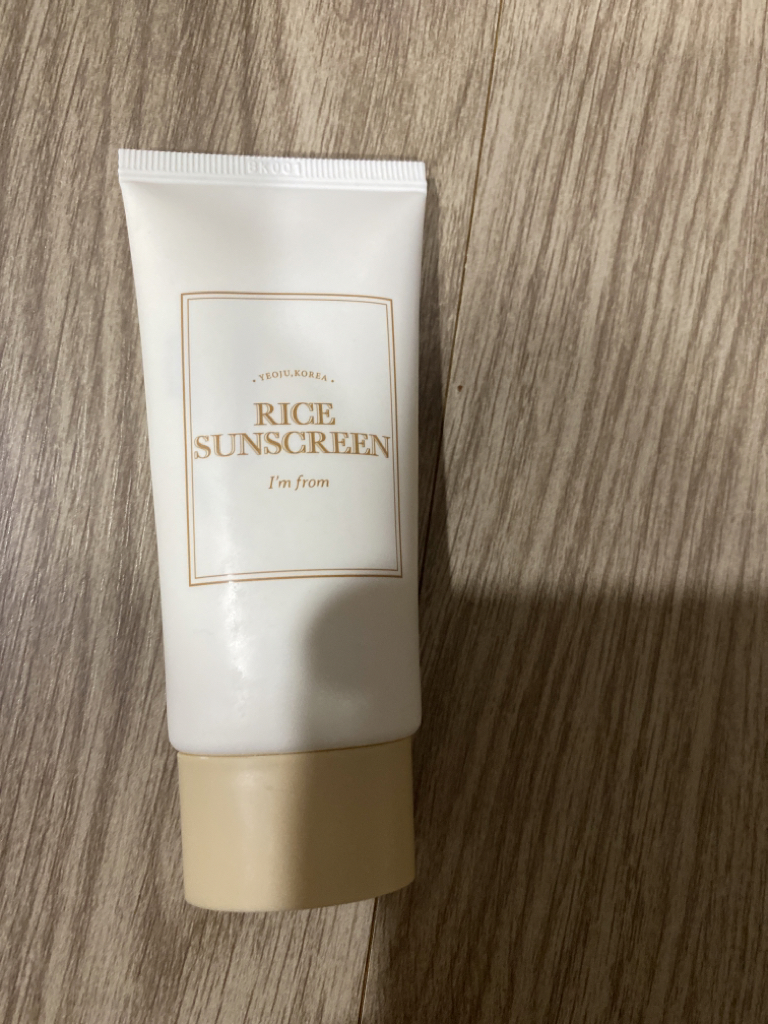 · YEOJU,KOREA ·
RICE
SUNSCREEN
I'm from